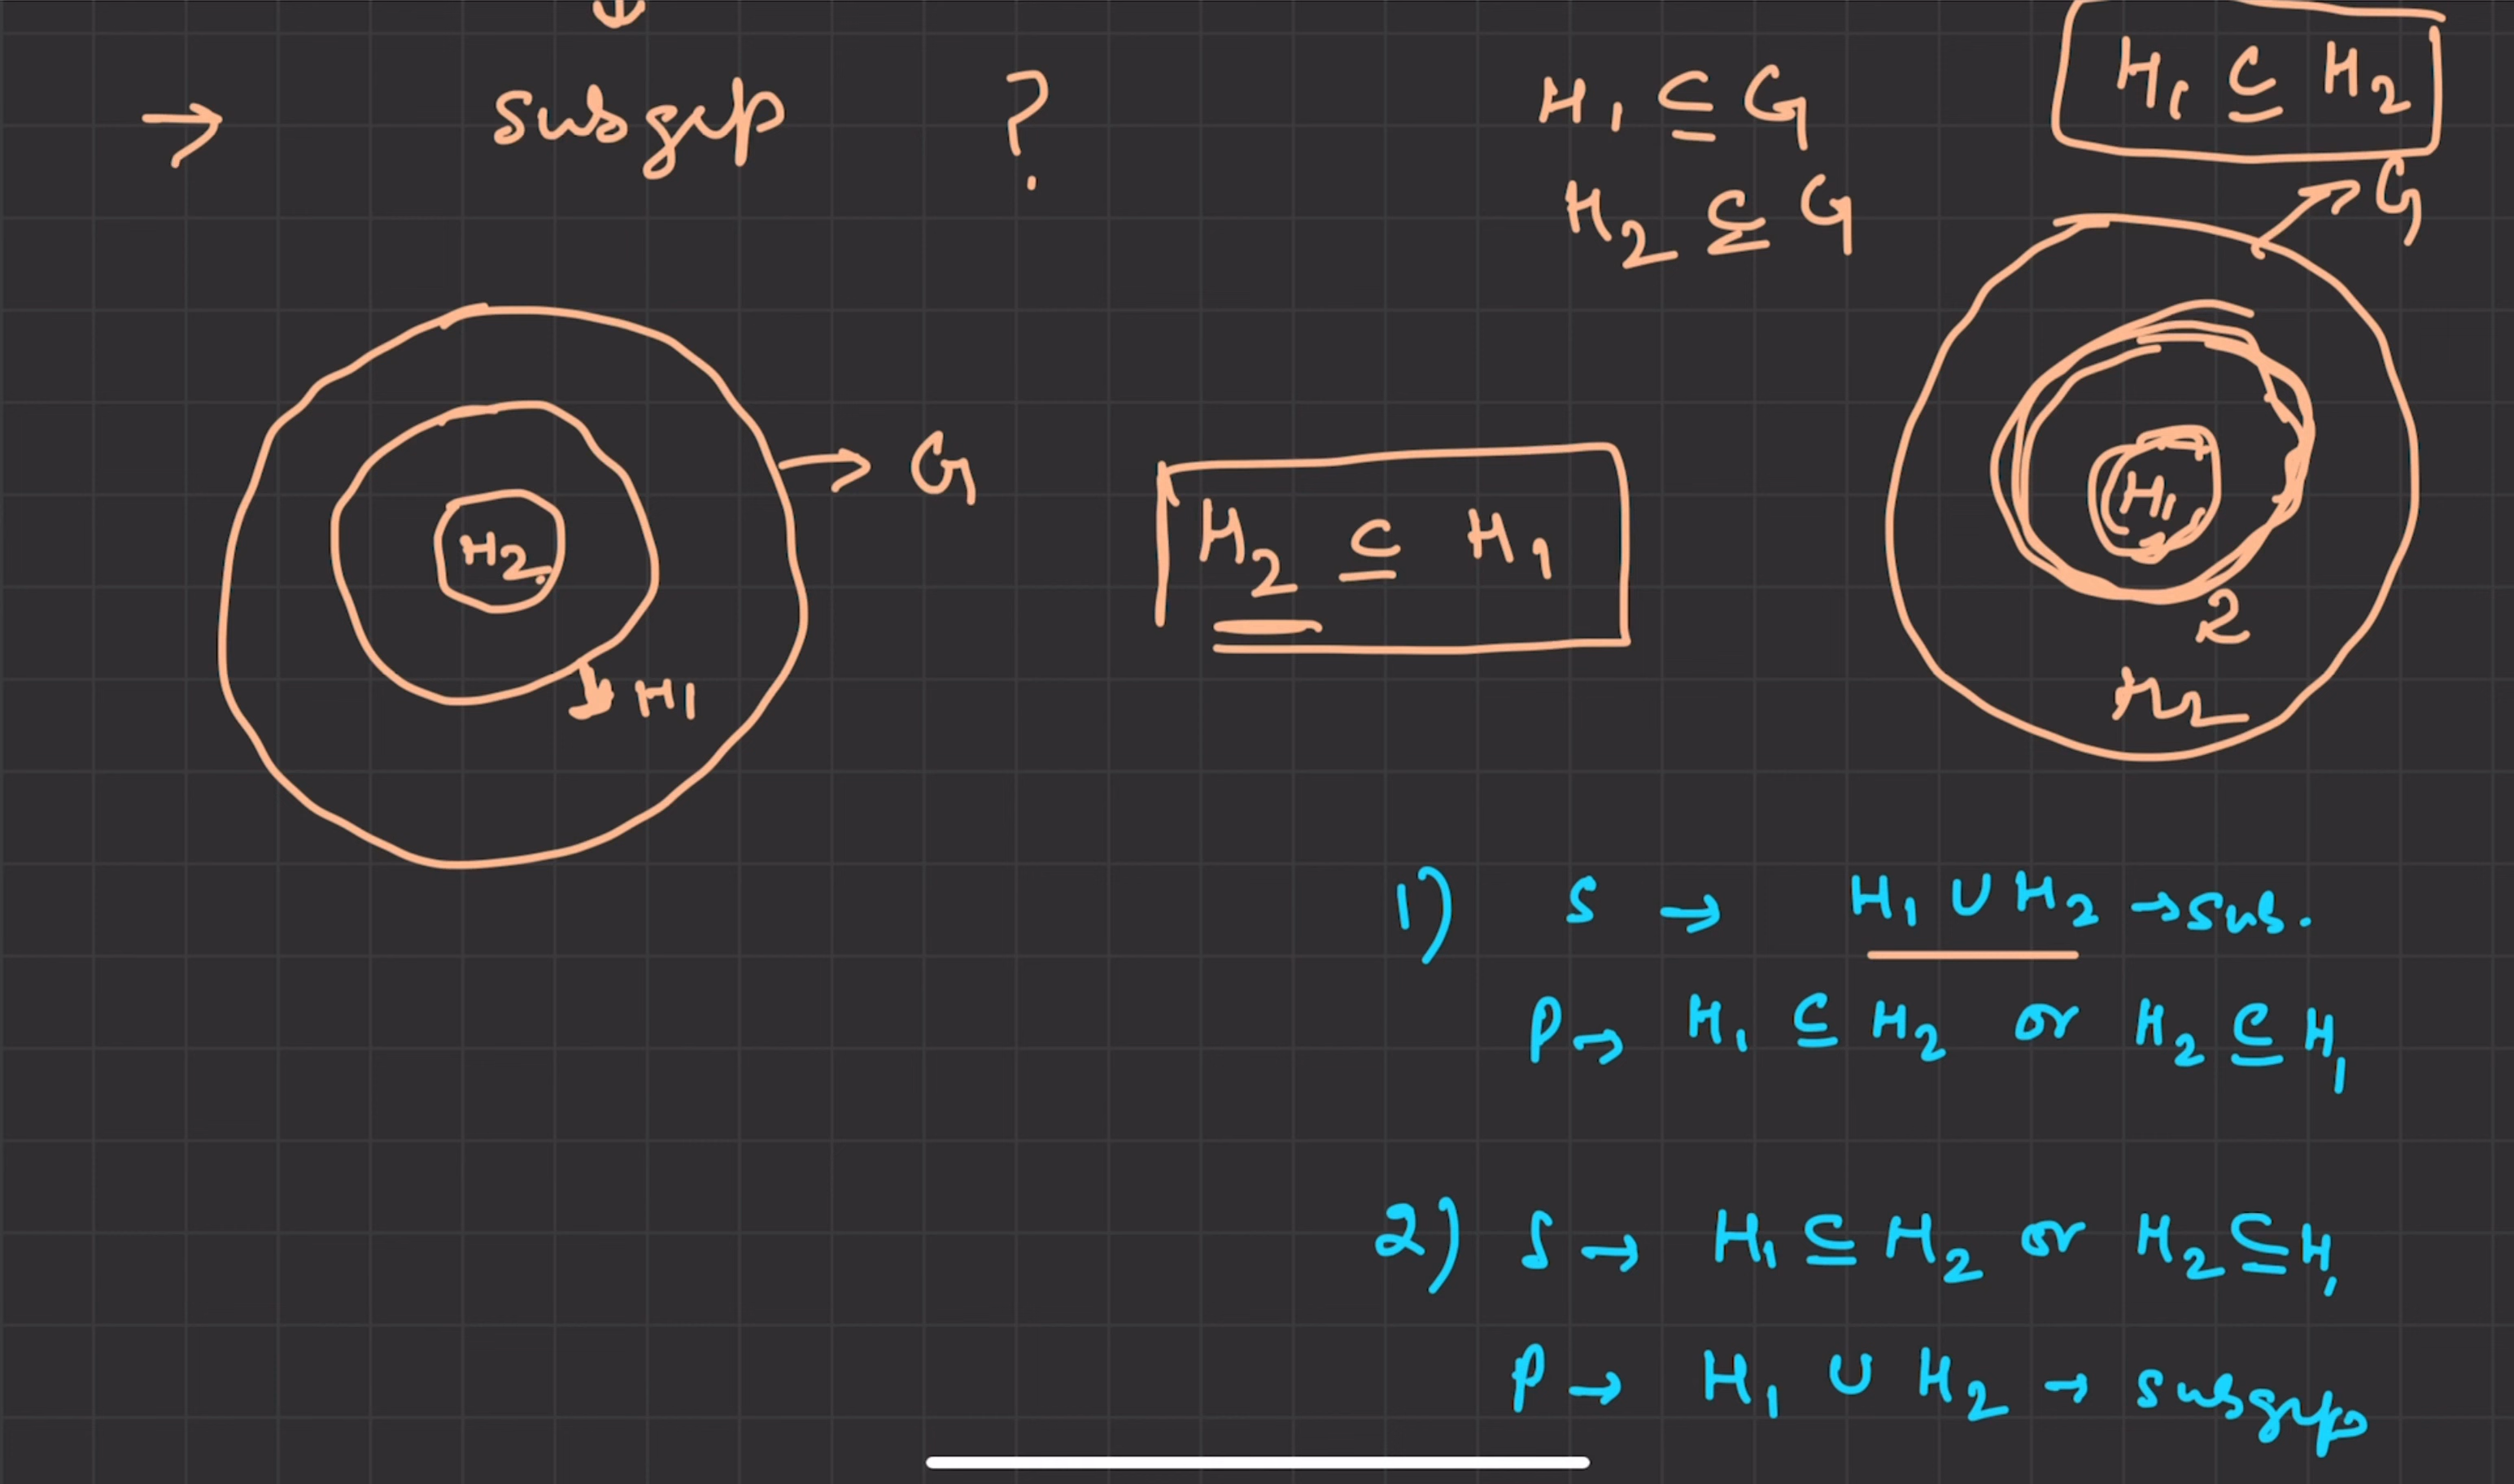 → subgrp ?
H₁ ⊆ G
H₂ ⊆ G
H₁ ⊆ H₂
→ G
H₂
→ G
↓ H1
H₂ ⊆ H₁
H₁
2
H₂
1) S → H₁ ∪ H₂ → sub.
P → H₁ ⊆ H₂ or H₂ ⊆ H₁
2) S → H₁ ⊆ H₂ or H₂ ⊆ H₁
P → H₁ ∪ H₂ → subgrp